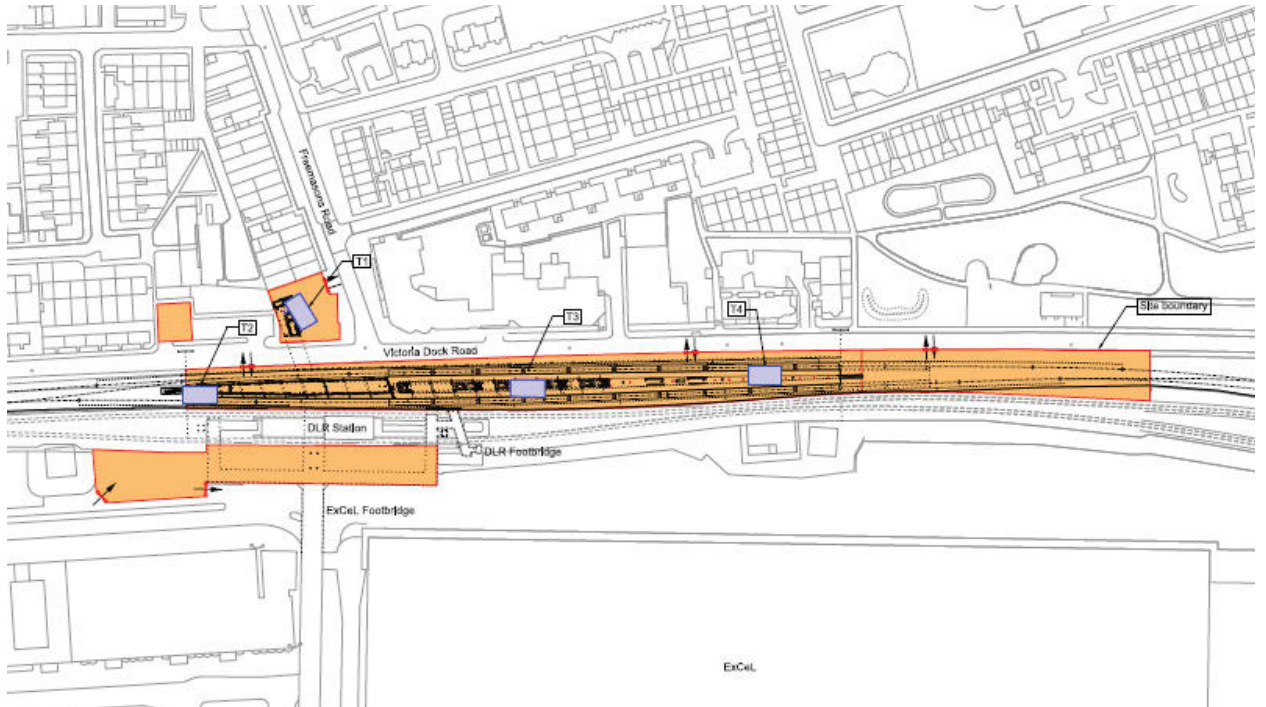 Freemasons Road
T1
Site boundary
T2
T3
T4
Victoria Dock Road
DLR Station
DLR Footbridge
ExCeL Footbridge
ExCeL